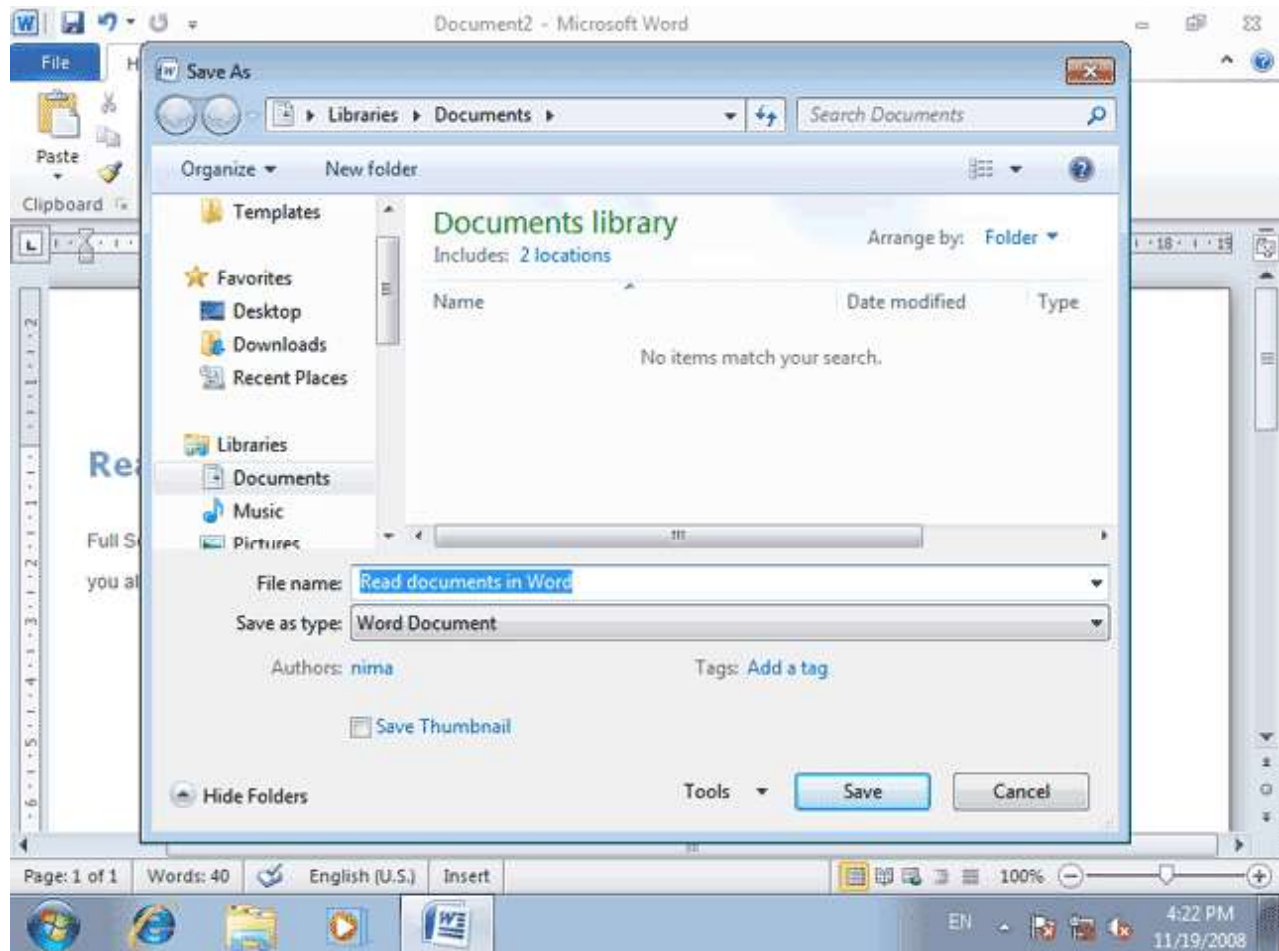 Document2 - Microsoft Word
File H
Save As
Libraries Documents
Search Documents
Paste
Organize New folder
Clipboard
Templates
Documents library
Arrange by: Folder
Includes: 2 locations
18 · 1 · 19
Favorites
Name Date modified Type
Desktop
Downloads
No items match your search.
Recent Places
Libraries
Rea
Documents
Music
Full S
Pictures
you al
File name: Read documents in Word
Save as type: Word Document
Authors: nima Tags: Add a tag
Save Thumbnail
Hide Folders Tools Save Cancel
Page: 1 of 1 Words: 40 English (U.S.) Insert 100%
EN 4:22 PM
11/19/2008